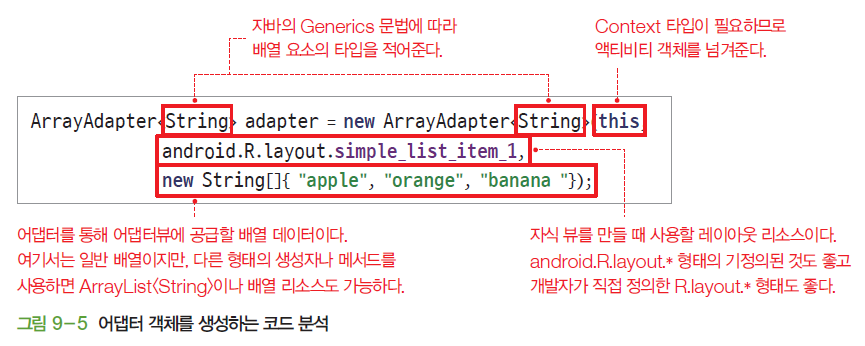 자바의 Generics 문법에 따라
배열 요소의 타입을 적어준다.
Context 타입이 필요하므로
액티비티 객체를 넘겨준다.
ArrayAdapter<String> adapter = new ArrayAdapter<String>(this,
android.R.layout.simple_list_item_1,
new String[]{ "apple", "orange", "banana "});
어댑터를 통해 어댑터뷰에 공급할 배열 데이터이다.
여기서는 일반 배열이지만, 다른 형태의 생성자나 메서드를
사용하면 ArrayList〈String〉이나 배열 리소스도 가능하다.
자식 뷰를 만들 때 사용할 레이아웃 리소스이다.
android.R.layout.* 형태의 기정의된 것도 좋고
개발자가 직접 정의한 R.layout.* 형태도 좋다.
그림 9-5 어댑터 객체를 생성하는 코드 분석